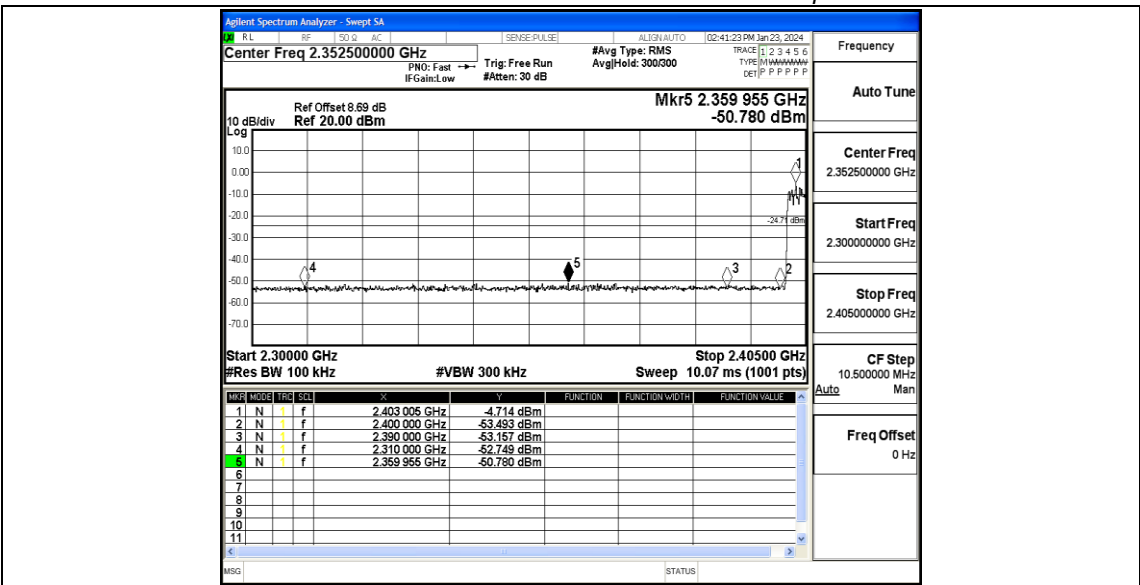 Agilent Spectrum Analyzer - Swept SA
LXI RL RF 50 Ω AC SENSE:PULSE ALIGNAUTO 02:41:23 PM Jan 23, 2024
Center Freq 2.352500000 GHz #Avg Type: RMS TRACE 1 2 3 4 5 6
PNO: Fast Trig: Free Run Avg|Hold: 300/300 TYPE MWWWWW
IFGain:Low #Atten: 30 dB DET P P P P P P
Mkr5 2.359 955 GHz
-50.780 dBm
Ref Offset 8.69 dB
10 dB/div Ref 20.00 dBm
Log
10.0
0.00
-10.0
-20.0
-30.0
-40.0
-50.0
-60.0
-70.0
1
-24.71 dBm
4
5
3
2
Start 2.30000 GHz Stop 2.40500 GHz
#Res BW 100 kHz #VBW 300 kHz Sweep 10.07 ms (1001 pts)
MKR MODE TRC SCL X Y FUNCTION FUNCTION WIDTH FUNCTION VALUE
1 N 1 f 2.403 005 GHz -4.714 dBm
2 N 1 f 2.400 000 GHz -53.493 dBm
3 N 1 f 2.390 000 GHz -53.157 dBm
4 N 1 f 2.310 000 GHz -52.749 dBm
5 N 1 f 2.359 955 GHz -50.780 dBm
6
7
8
9
10
11
MSG STATUS
Frequency
Auto Tune
Center Freq
2.352500000 GHz
Start Freq
2.300000000 GHz
Stop Freq
2.405000000 GHz
CF Step
10.500000 MHz
Auto Man
Freq Offset
0 Hz